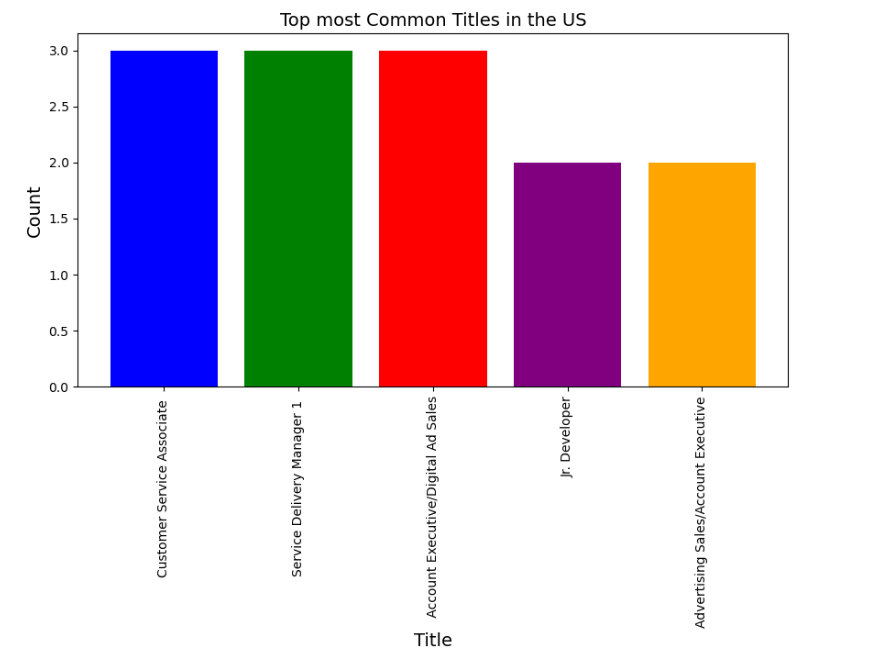 Top most Common Titles in the US
3.0
2.5
2.0
1.5
1.0
0.5
0.0
Count
Customer Service Associate
Service Delivery Manager 1
Account Executive/Digital Ad Sales
Jr. Developer
Advertising Sales/Account Executive
Title